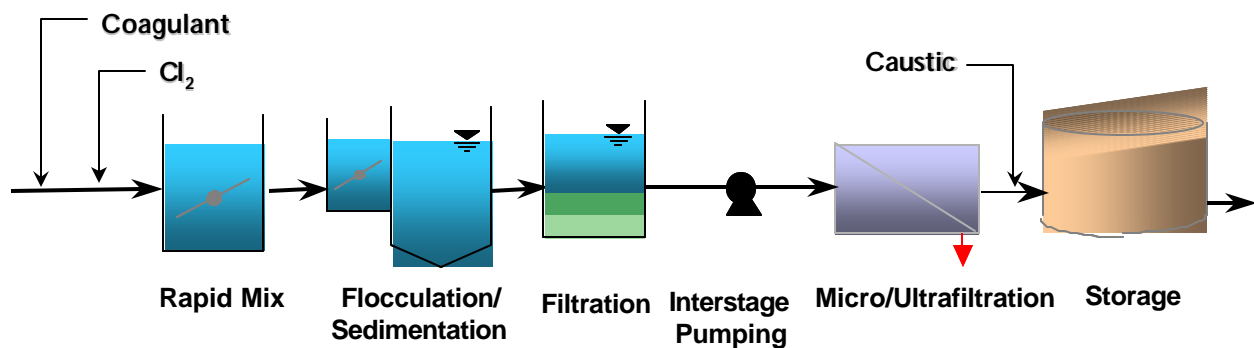 Coagulant
Cl₂
Caustic
Rapid Mix
Flocculation/
Sedimentation
Filtration
Interstage
Pumping
Micro/Ultrafiltration
Storage